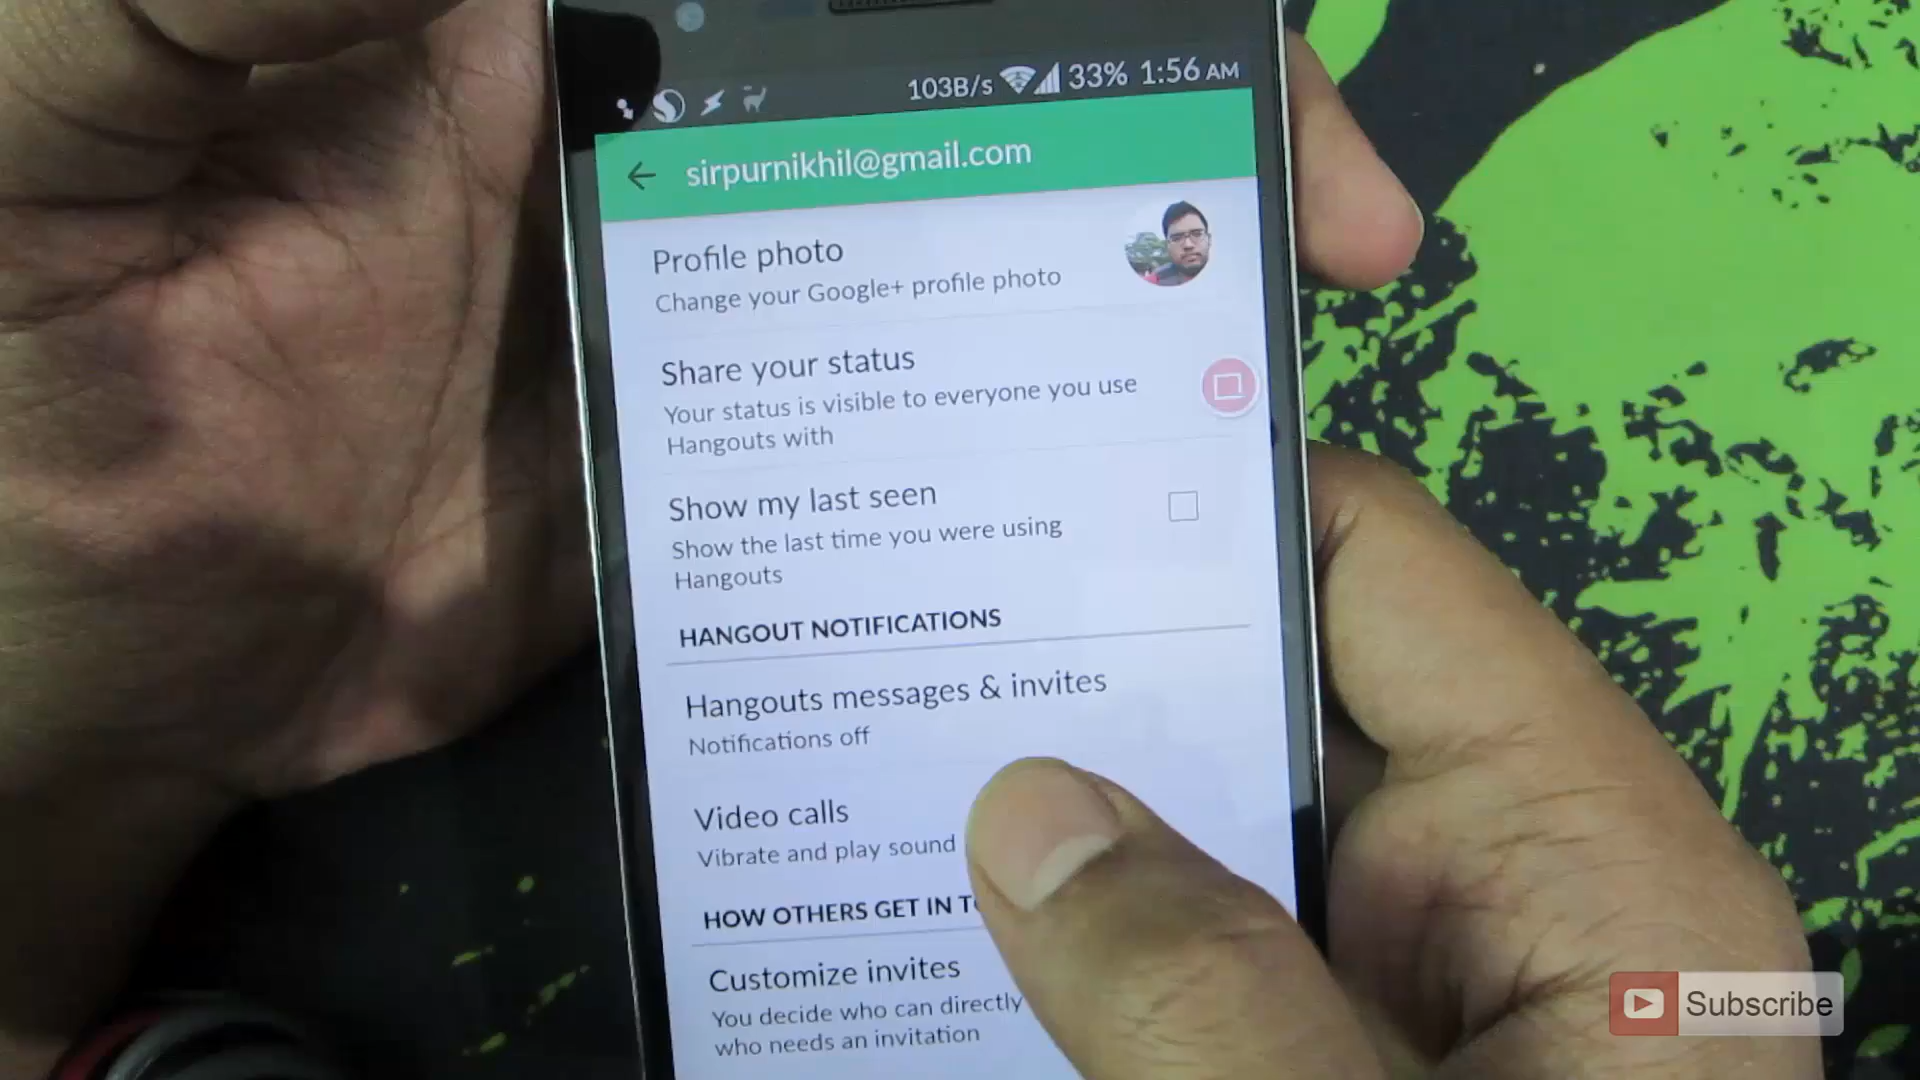 103B/s 33% 1:56 AM
sirpurnikhil@gmail.com
Profile photo
Change your Google+ profile photo
Share your status
Your status is visible to everyone you use
Hangouts with
Show my last seen
Show the last time you were using
Hangouts
HANGOUT NOTIFICATIONS
Hangouts messages & invites
Notifications off
Video calls
Vibrate and play sound
HOW OTHERS GET IN
Customize invites
You decide who can directly
who needs an invitation
Subscribe